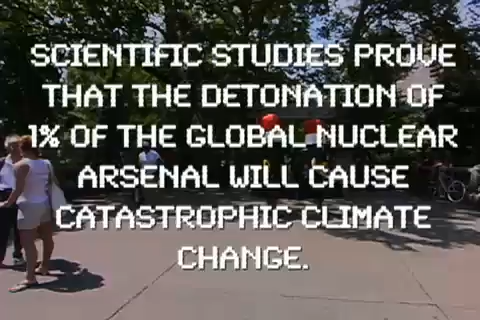 SCIENTIFIC STUDIES PROVE
THAT THE DETONATION OF
1% OF THE GLOBAL NUCLEAR
ARSENAL WILL CAUSE
CATASTROPHIC CLIMATE
CHANGE.